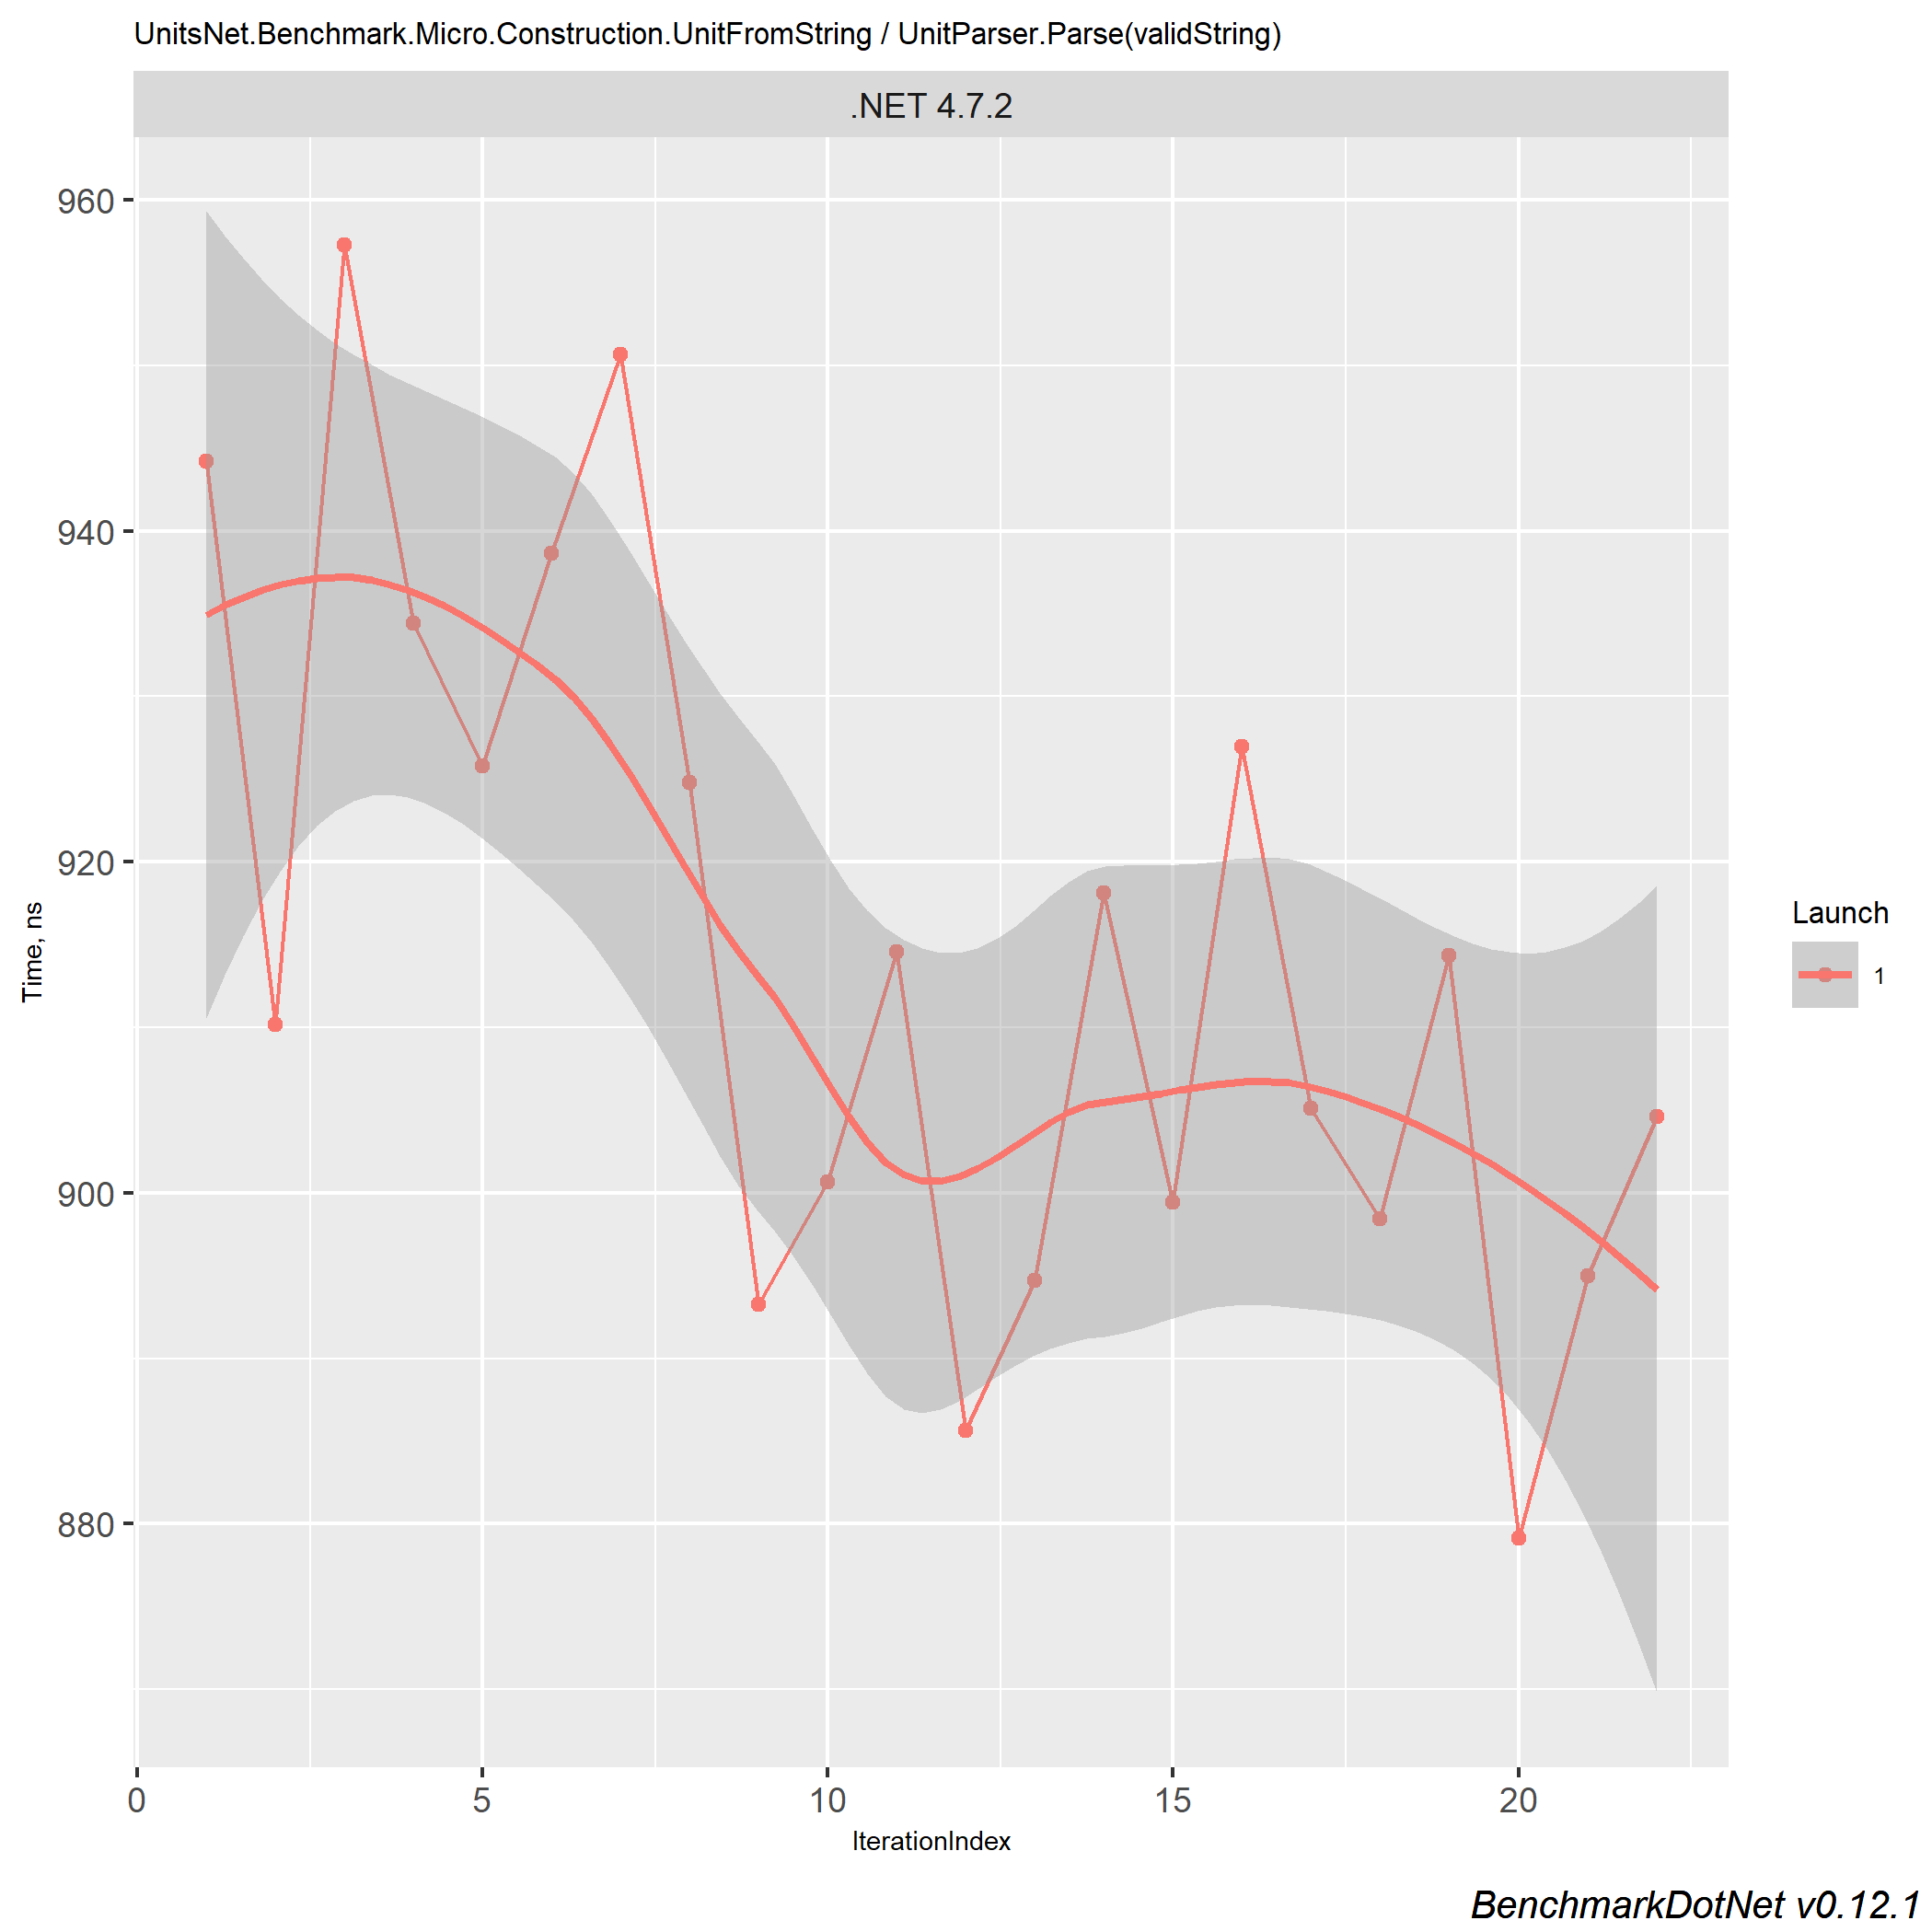 UnitsNet.Benchmark.Micro.Construction.UnitFromString / UnitParser.Parse(validString)
.NET 4.7.2
960
940
920
900
880
Time, ns
0 5 10 15 20
IterationIndex
Launch
1
BenchmarkDotNet v0.12.1